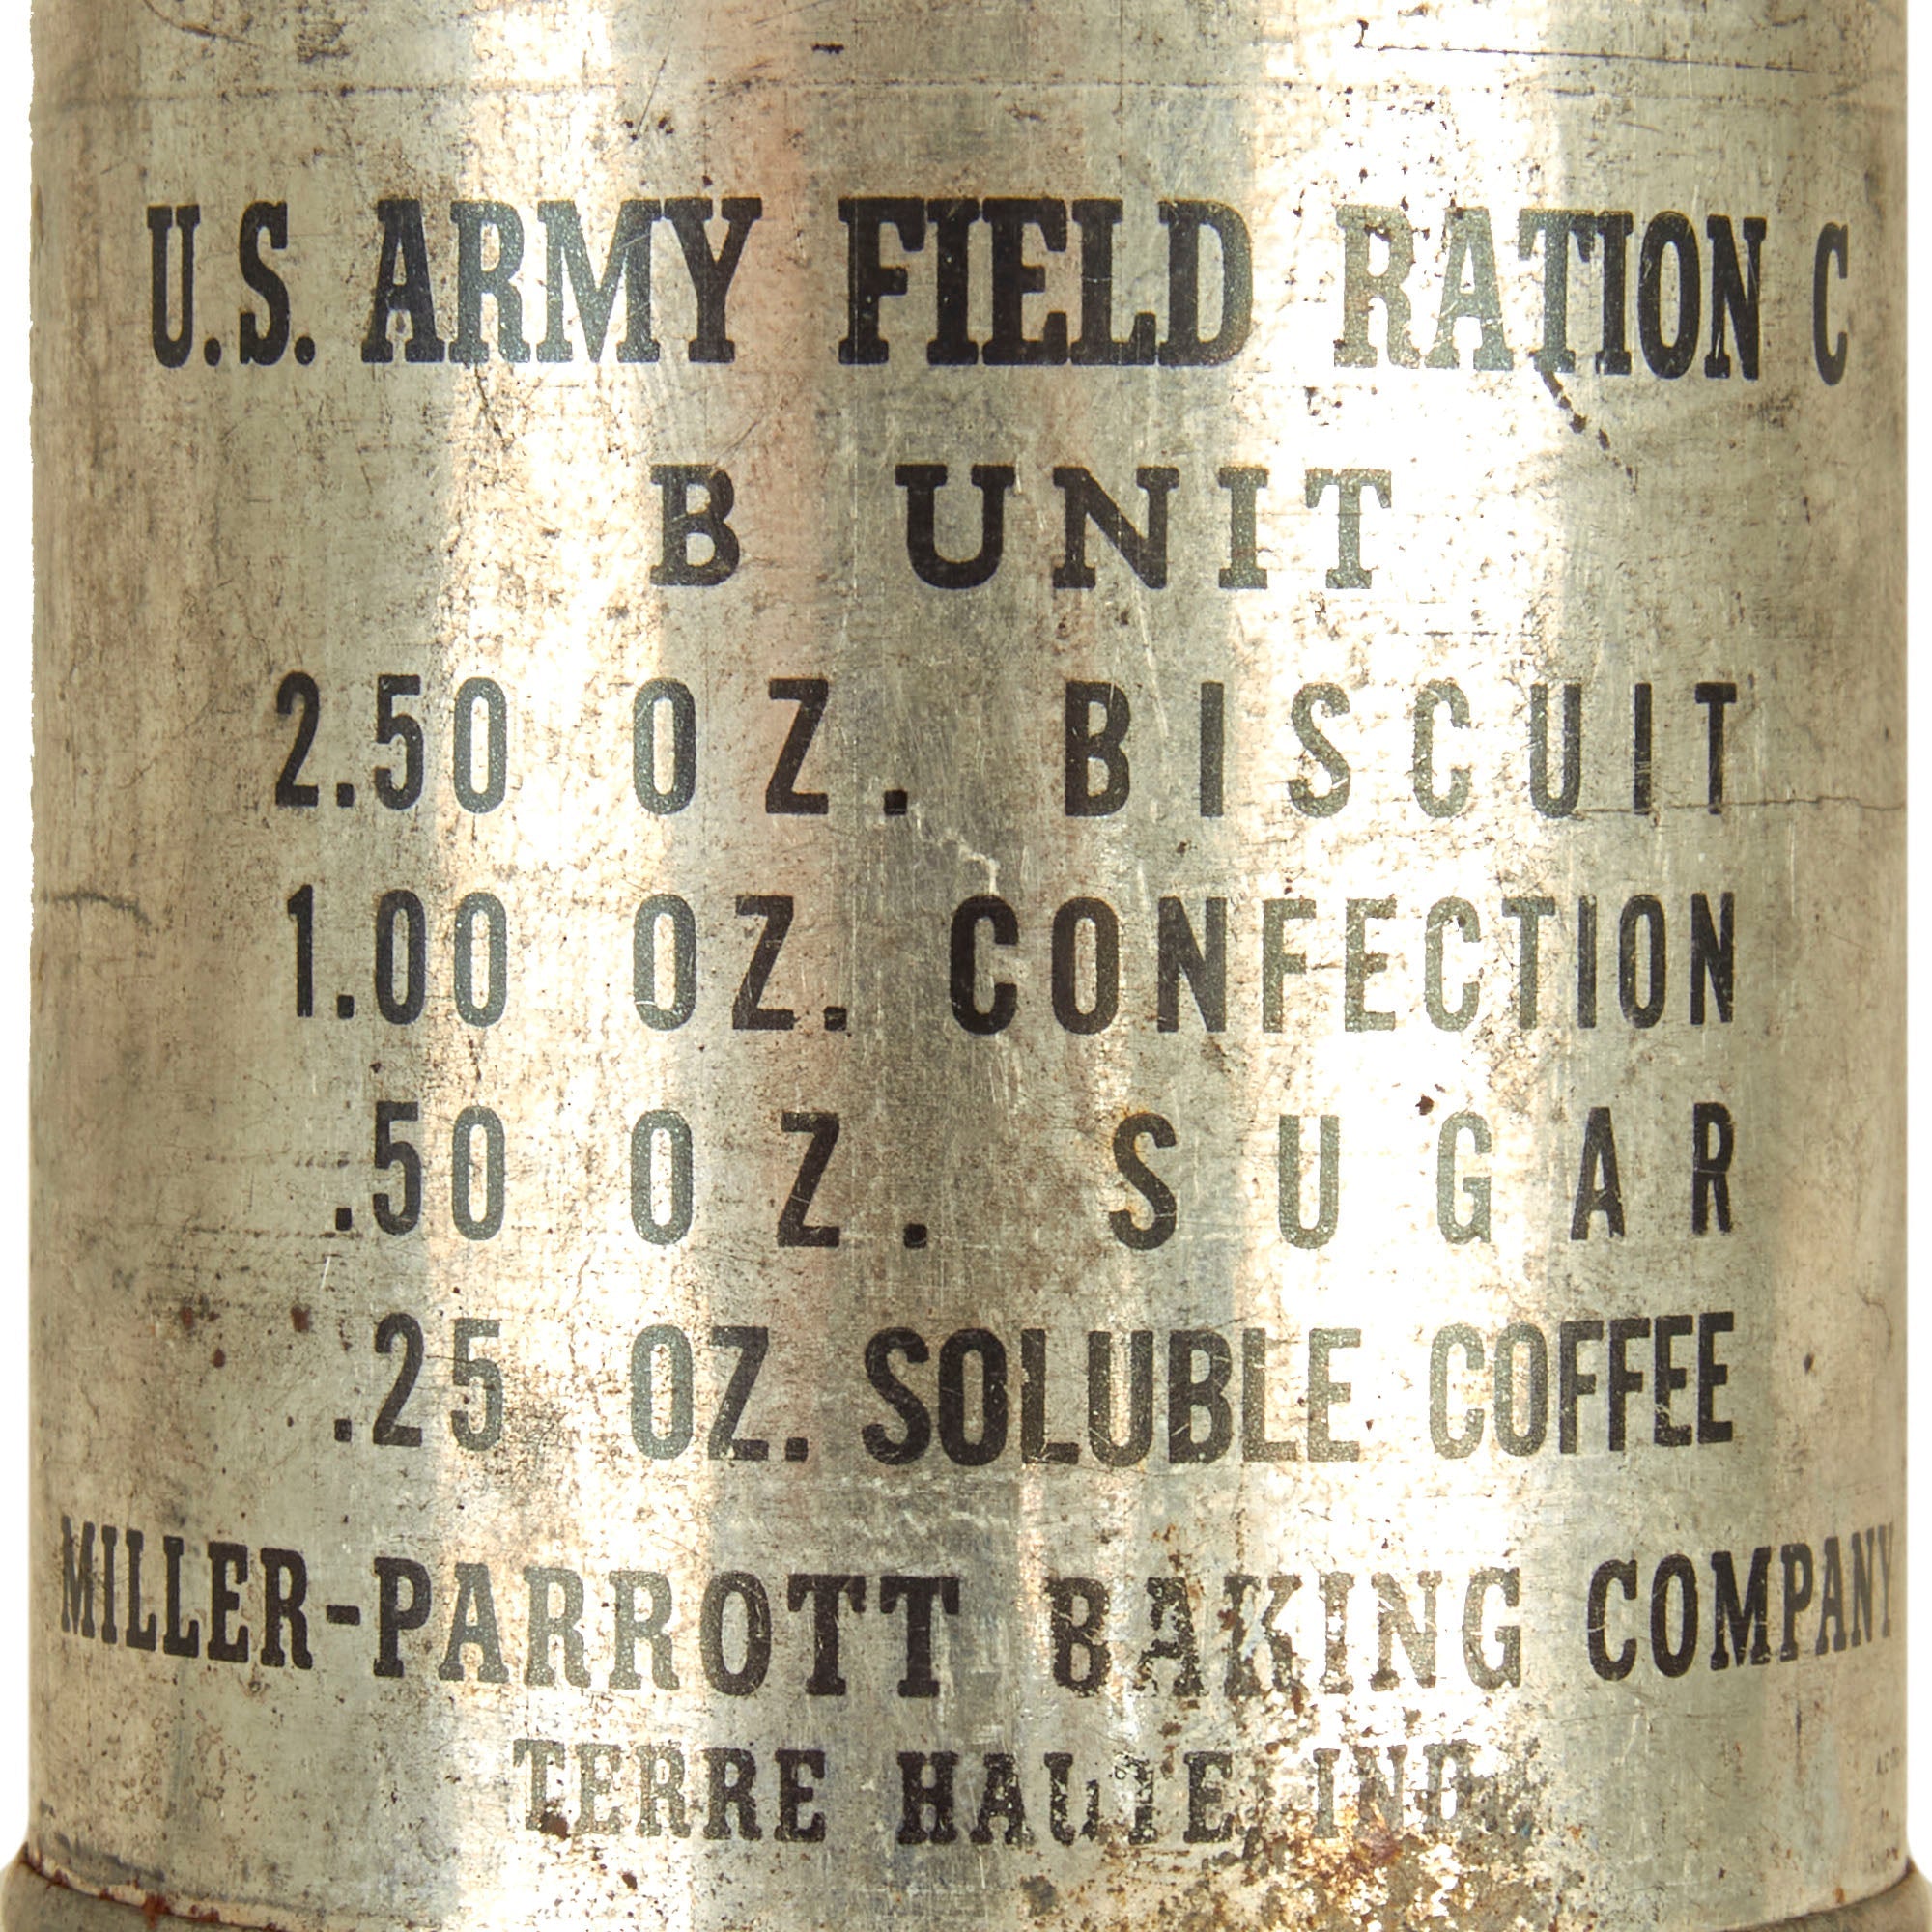 U.S. ARMY FIELD RATION C
B UNIT
2.50 OZ. BISCUIT
1.00 OZ. CONFECTION
.50 OZ. SUGAR
.25 OZ. SOLUBLE COFFEE
MILLER-PARROTT BAKING COMPANY
TERRE HAUTE, IND.